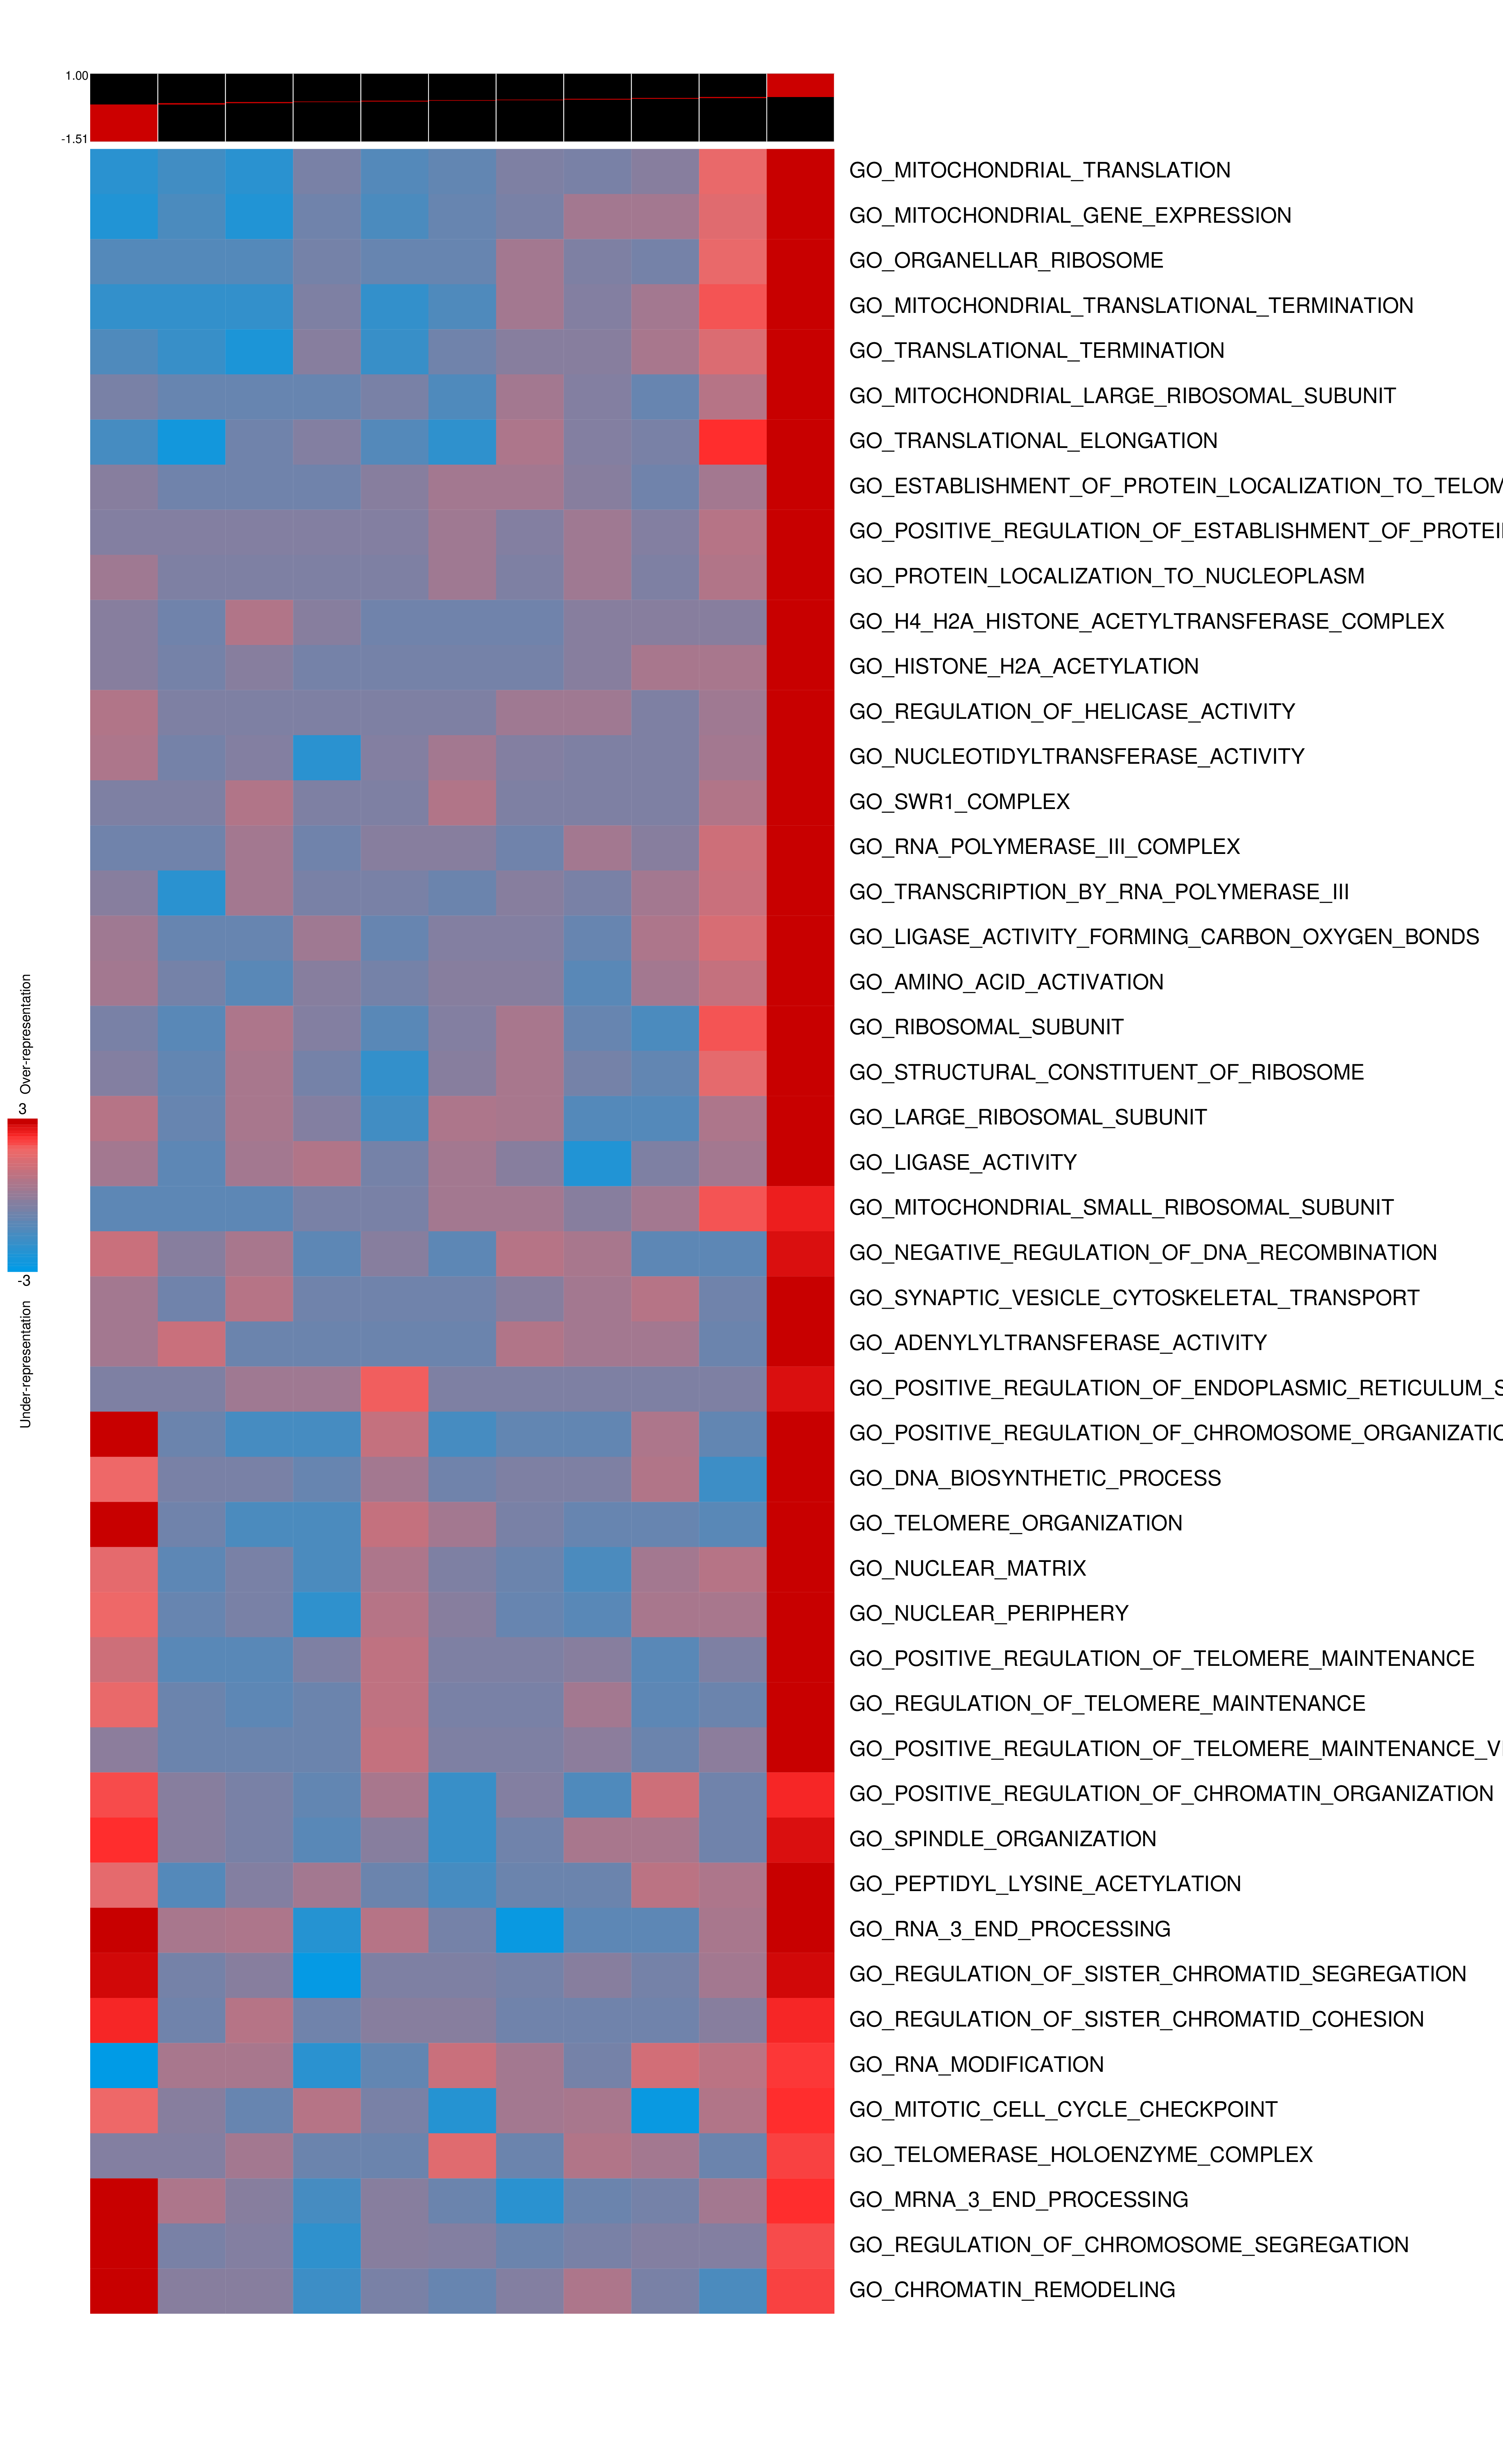 1.00
-1.51
GO_MITOCHONDRIAL_TRANSLATION
GO_MITOCHONDRIAL_GENE_EXPRESSION
GO_ORGANELLAR_RIBOSOME
GO_MITOCHONDRIAL_TRANSLATIONAL_TERMINATION
GO_TRANSLATIONAL_TERMINATION
GO_MITOCHONDRIAL_LARGE_RIBOSOMAL_SUBUNIT
GO_TRANSLATIONAL_ELONGATION
GO_ESTABLISHMENT_OF_PROTEIN_LOCALIZATION_TO_TELOM
GO_POSITIVE_REGULATION_OF_ESTABLISHMENT_OF_PROTEI
GO_PROTEIN_LOCALIZATION_TO_NUCLEOPLASM
GO_H4_H2A_HISTONE_ACETYLTRANSFERASE_COMPLEX
GO_HISTONE_H2A_ACETYLATION
GO_REGULATION_OF_HELICASE_ACTIVITY
GO_NUCLEOTIDYLTRANSFERASE_ACTIVITY
GO_SWR1_COMPLEX
GO_RNA_POLYMERASE_III_COMPLEX
GO_TRANSCRIPTION_BY_RNA_POLYMERASE_III
GO_LIGASE_ACTIVITY_FORMING_CARBON_OXYGEN_BONDS
GO_AMINO_ACID_ACTIVATION
GO_RIBOSOMAL_SUBUNIT
GO_STRUCTURAL_CONSTITUENT_OF_RIBOSOME
GO_LARGE_RIBOSOMAL_SUBUNIT
GO_LIGASE_ACTIVITY
GO_MITOCHONDRIAL_SMALL_RIBOSOMAL_SUBUNIT
GO_NEGATIVE_REGULATION_OF_DNA_RECOMBINATION
GO_SYNAPTIC_VESICLE_CYTOSKELETAL_TRANSPORT
GO_ADENYLYLTRANSFERASE_ACTIVITY
GO_POSITIVE_REGULATION_OF_ENDOPLASMIC_RETICULUM_S
GO_POSITIVE_REGULATION_OF_CHROMOSOME_ORGANIZATIO
GO_DNA_BIOSYNTHETIC_PROCESS
GO_TELOMERE_ORGANIZATION
GO_NUCLEAR_MATRIX
GO_NUCLEAR_PERIPHERY
GO_POSITIVE_REGULATION_OF_TELOMERE_MAINTENANCE
GO_REGULATION_OF_TELOMERE_MAINTENANCE
GO_POSITIVE_REGULATION_OF_TELOMERE_MAINTENANCE_VI
GO_POSITIVE_REGULATION_OF_CHROMATIN_ORGANIZATION
GO_SPINDLE_ORGANIZATION
GO_PEPTIDYL_LYSINE_ACETYLATION
GO_RNA_3_END_PROCESSING
GO_REGULATION_OF_SISTER_CHROMATID_SEGREGATION
GO_REGULATION_OF_SISTER_CHROMATID_COHESION
GO_RNA_MODIFICATION
GO_MITOTIC_CELL_CYCLE_CHECKPOINT
GO_TELOMERASE_HOLOENZYME_COMPLEX
GO_MRNA_3_END_PROCESSING
GO_REGULATION_OF_CHROMOSOME_SEGREGATION
GO_CHROMATIN_REMODELING
Over-representation
3
-3
Under-representation